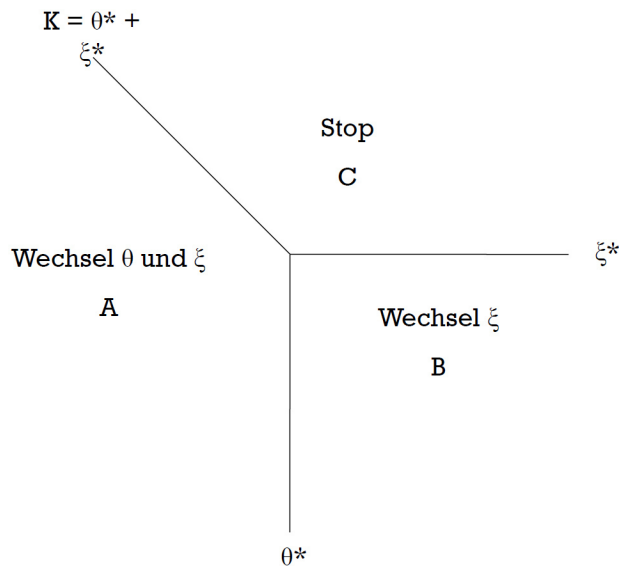 K = θ* +
ξ*
Stop
C
Wechsel θ und ξ
A
ξ*
Wechsel ξ
B
θ*